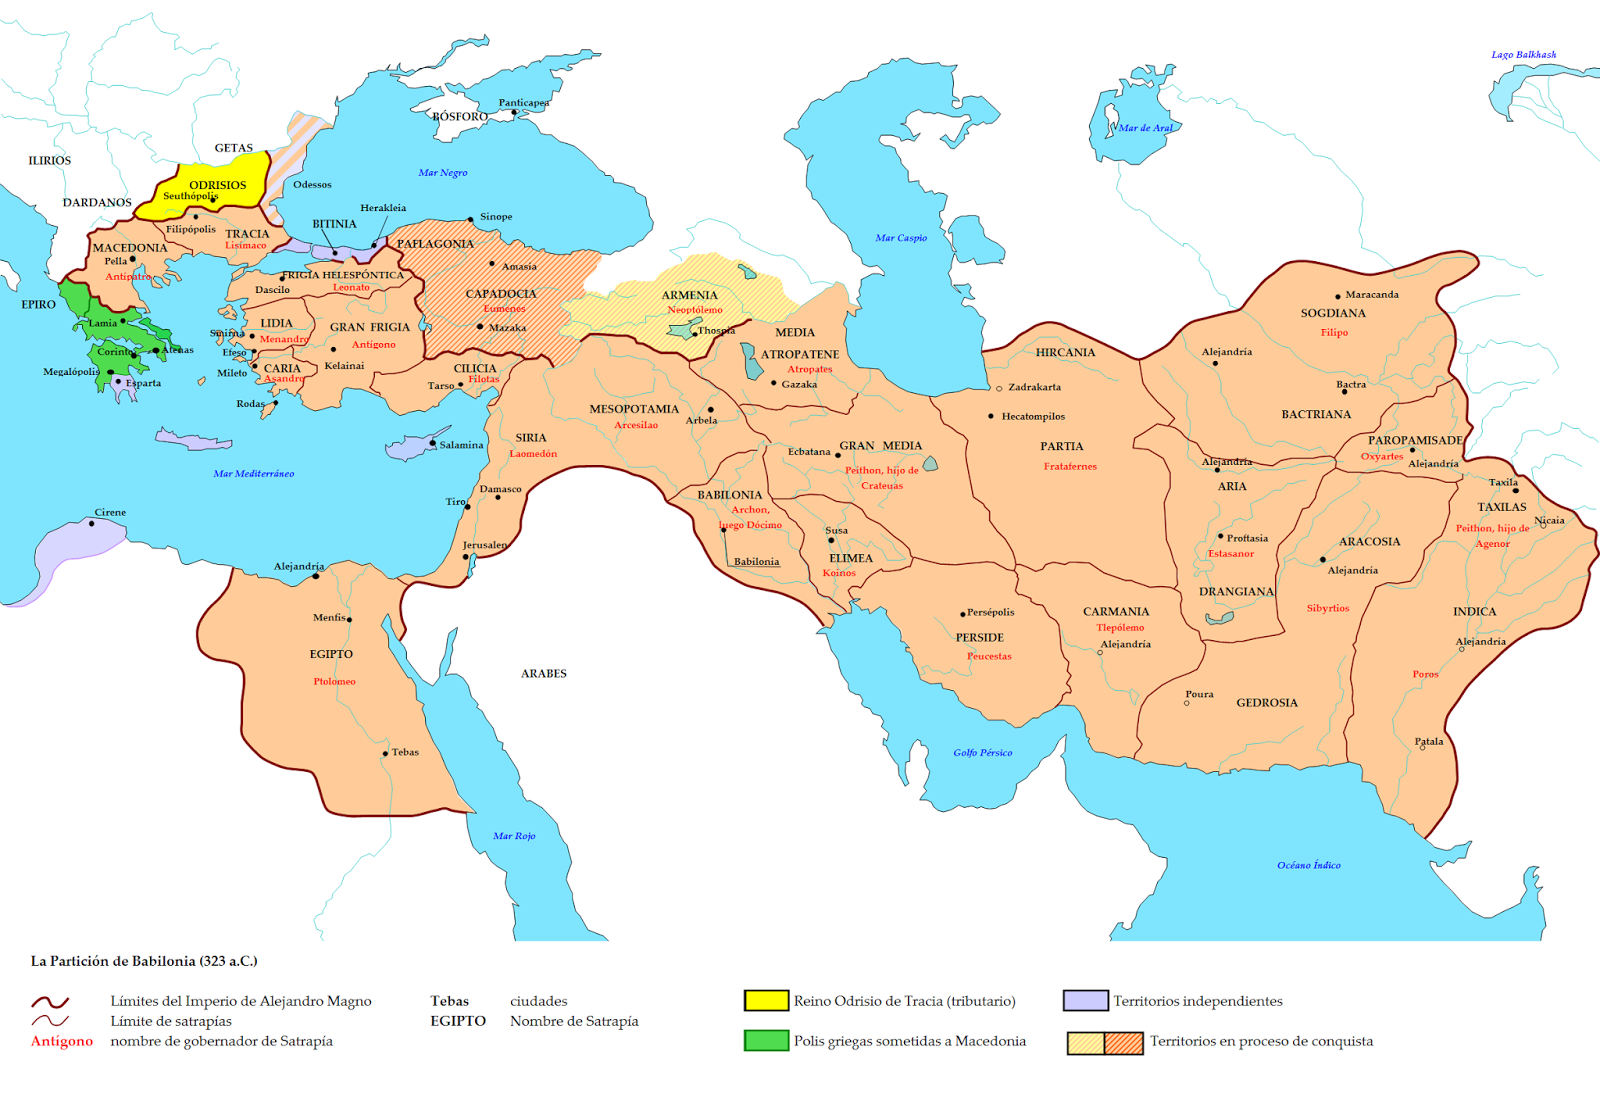 Lago Balkhash
Panticapea
BÓSFORO
Mar de Aral
GETAS
ILIRIOS
Mar Negro
ODRISIOS
Odessos
Seuthópolis
DARDANOS
Herakleia
Sinope
BITINIA
Filipópolis
TRACIA
Lisímaco
Mar Caspio
PAFLAGONIA
MACEDONIA
Pella
Antípatro
Amasia
FRIGIA HELESPÓNTICA
Leonato
Dascilo
CAPADOCIA
Eumenes
ARMENIA
Neoptólemo
Maracanda
SOGDIANA
Filipo
EPIRO
Lamia
LIDIA
Menandro
GRAN FRIGIA
Antígono
Mazaka
Thospia
MEDIA
ATROPATENE
Atropates
Gazaka
Smirna
Efeso
Mileto
Corinto
Atenas
Megalópolis
Esparta
CARIA
Asandro
Kelainai
CILICIA
Filotas
Tarso
HIRCANIA
Zadrakarta
Alejandría
Bactra
BACTRIANA
Rodas
MESOPOTAMIA
Arcesilao
Arbela
Hecatompilos
SIRIA
Laomedón
Salamina
Ecbatana
GRAN MEDIA
Peithon, hijo de
Crateuas
PARTIA
Fratafernes
PAROPAMISADE
Oxyartes
Alejandría
Alejandría
ARIA
Mar Mediterráneo
Damasco
Tiro
BABILONIA
Archon,
luego Dócimo
Taxila
TAXILAS
Nicaia
Peithon, hijo de
Agenor
Cirene
Susa
ELIMEA
Koinos
Proftasia
Estasanor
ARACOSIA
Alejandría
Jerusalen
Babilonia
Alejandría
DRANGIANA
Sibyrtios
Menfis
Persépolis
PERSIDE
Peucestas
CARMANIA
Tlepólemo
Alejandría
INDICA
Alejandría
EGIPTO
Ptolomeo
ARABES
Poros
Poura
GEDROSIA
Tebas
Golfo Pérsico
Patala
Mar Rojo
Océano Índico
La Partición de Babilonia (323 a.C.)
Límites del Imperio de Alejandro Magno
Límite de satrapías
Antígono nombre de gobernador de Satrapía
Tebas ciudades
EGIPTO Nombre de Satrapía
Reino Odrisio de Tracia (tributario)
Polis griegas sometidas a Macedonia
Territorios independientes
Territorios en proceso de conquista